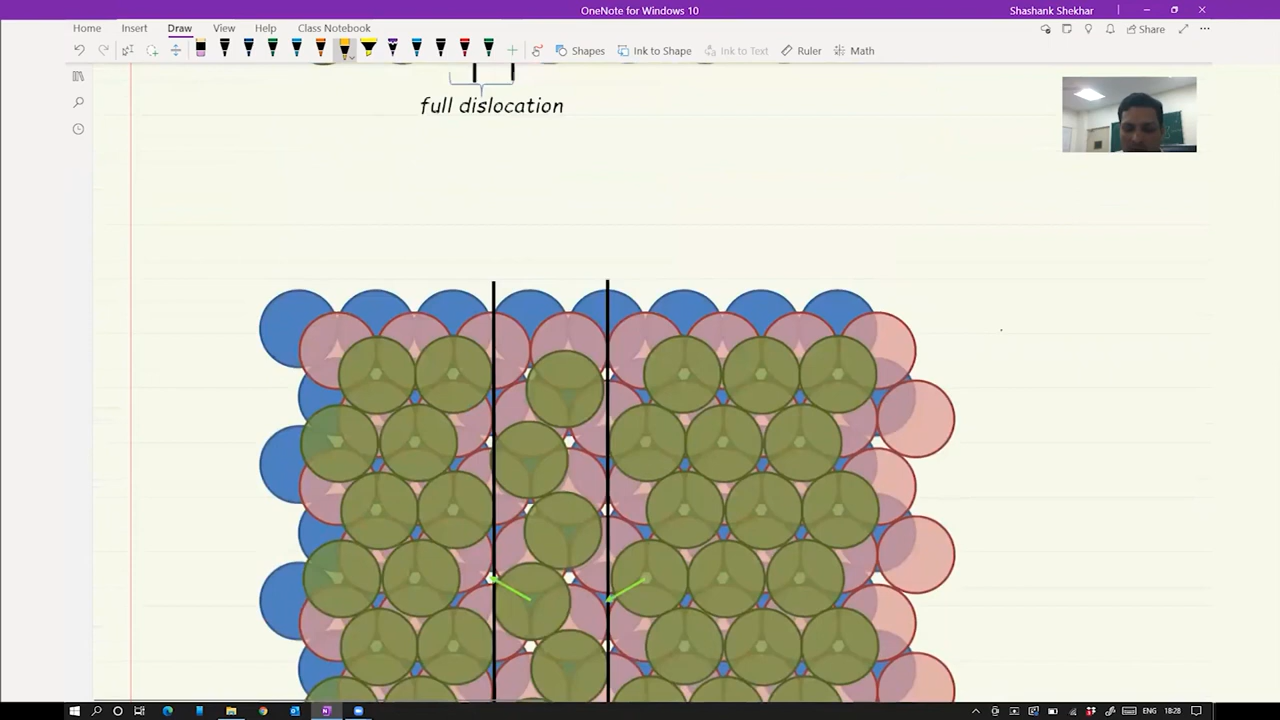 OneNote for Windows 10
Shashank Shekhar
Home Insert Draw View Help Class Notebook
Share
Shapes Ink to Shape Ink to Text Ruler Math
full dislocation
ENG 18:28